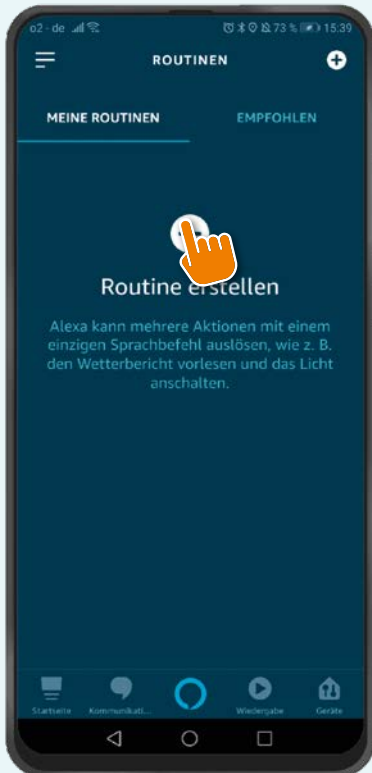 o2 - de 73 % 15:39
ROUTINEN
MEINE ROUTINEN EMPFOHLEN
Routine erstellen
Alexa kann mehrere Aktionen mit einem
einzigen Sprachbefehl auslösen, wie z. B.
den Wetterbericht vorlesen und das Licht
anschalten.
Startseite Kommunikati... Wiedergabe Geräte